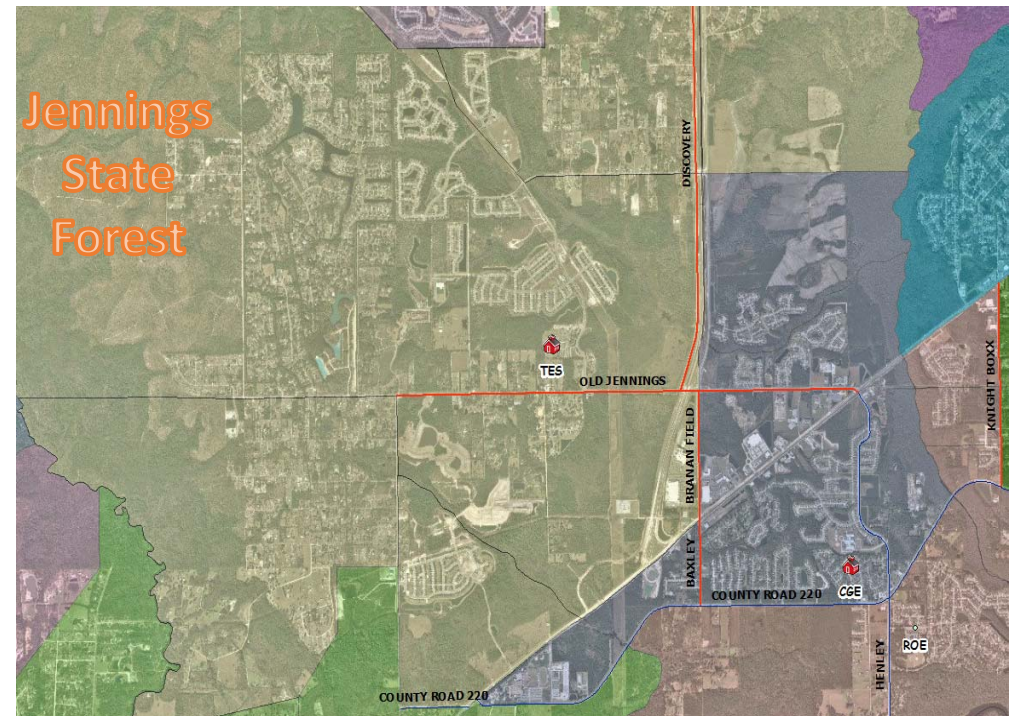 Jennings
State
Forest
DISCOVERY
TES
OLD JENNINGS
KNIGHT BOXX
BRANAN FIELD
BAXLEY
CGE
COUNTY ROAD 220
ROE
HENLEY
COUNTY ROAD 220